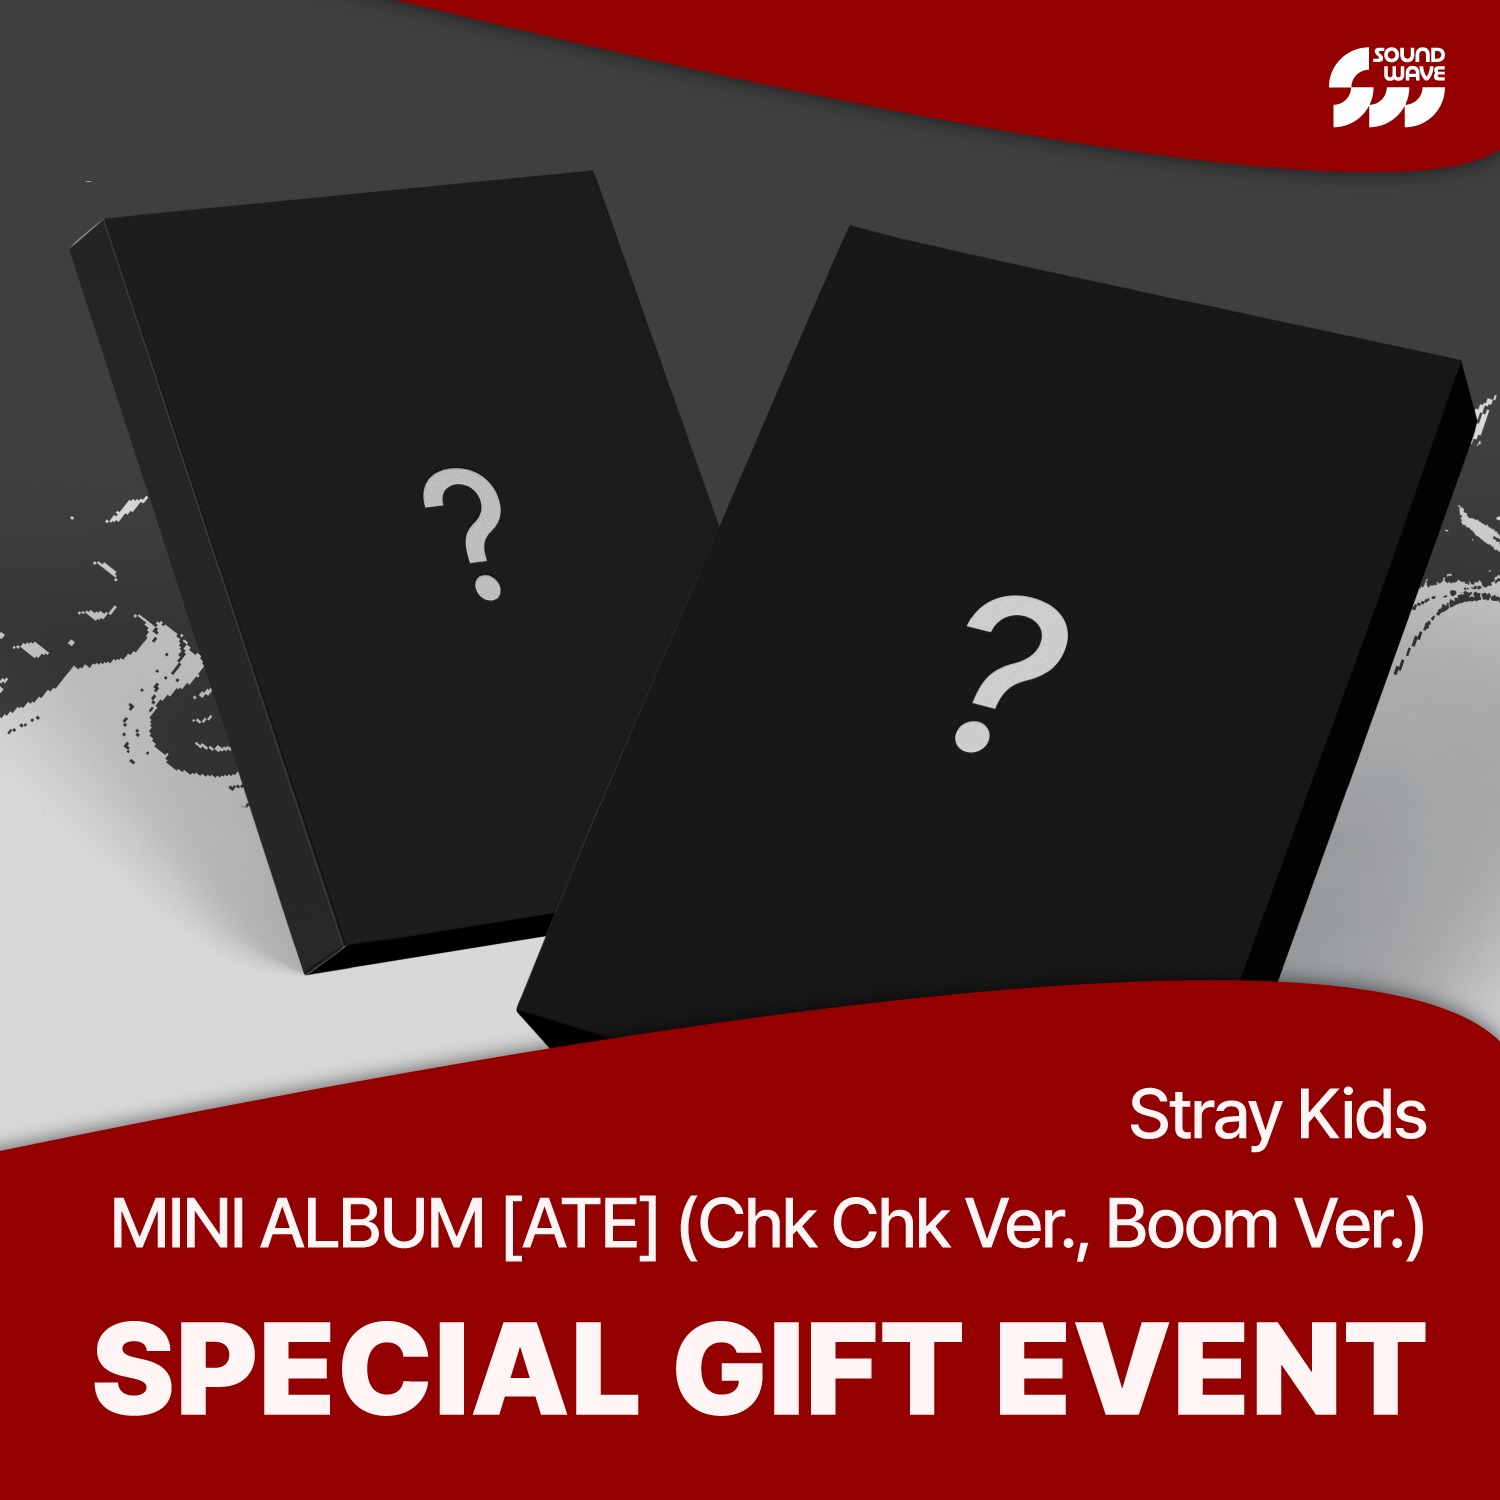 SOUND
WAVE
?
?
Stray Kids
MINI ALBUM [ATE] (Chk Chk Ver., Boom Ver.)
SPECIAL GIFT EVENT